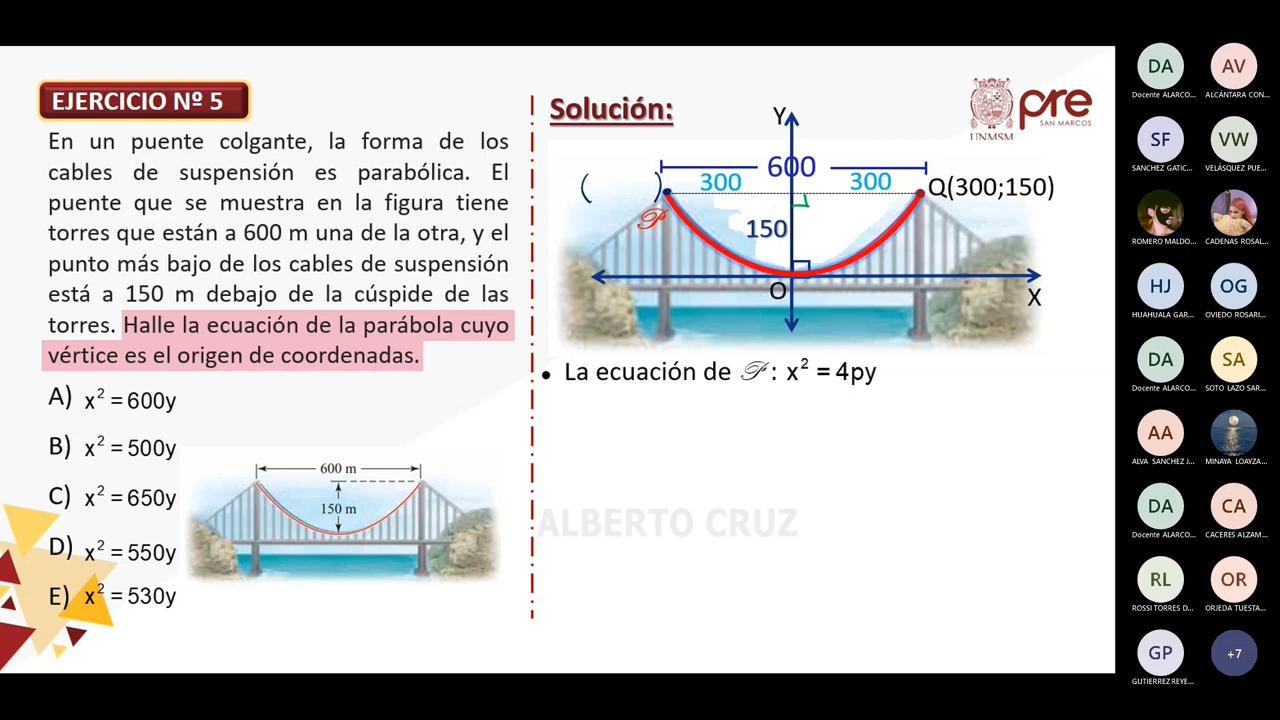 EJERCICIO Nº 5
En un puente colgante, la forma de los
cables de suspensión es parabólica. El
puente que se muestra en la figura tiene
torres que están a 600 m una de la otra, y el
punto más bajo de los cables de suspensión
está a 150 m debajo de la cúspide de las
torres. Halle la ecuación de la parábola cuyo
vértice es el origen de coordenadas.
A) x² = 600y
B) x² = 500y
C) x² = 650y
D) x² = 550y
E) x² = 530y
600 m
150 m
Solución:
UNMSM
pre
SAN MARCOS
Y
600
300
300
( )
Q(300;150)
𝒫
150
O
X
• La ecuación de 𝒫 : x² = 4py
ALBERTO CRUZ
DA
AV
Docente ALARCO...
ALCÁNTARA CON...
SF
VW
SANCHEZ GATIC...
VELÁSQUEZ PUE...
ROMERO MALDO...
CADENAS ROSAL...
HJ
OG
HUAHUALA GAR...
OVIEDO ROSARI...
DA
SA
Docente ALARCO...
SOTO LAZO SAR...
AA
ALVA SANCHEZ J...
MINAYA LOAYZA...
DA
CA
Docente ALARCO...
CACERES ALZAM...
RL
OR
ROSSI TORRES D...
ORJEDA TUESTA...
GP
+7
GUTIERREZ REYE...